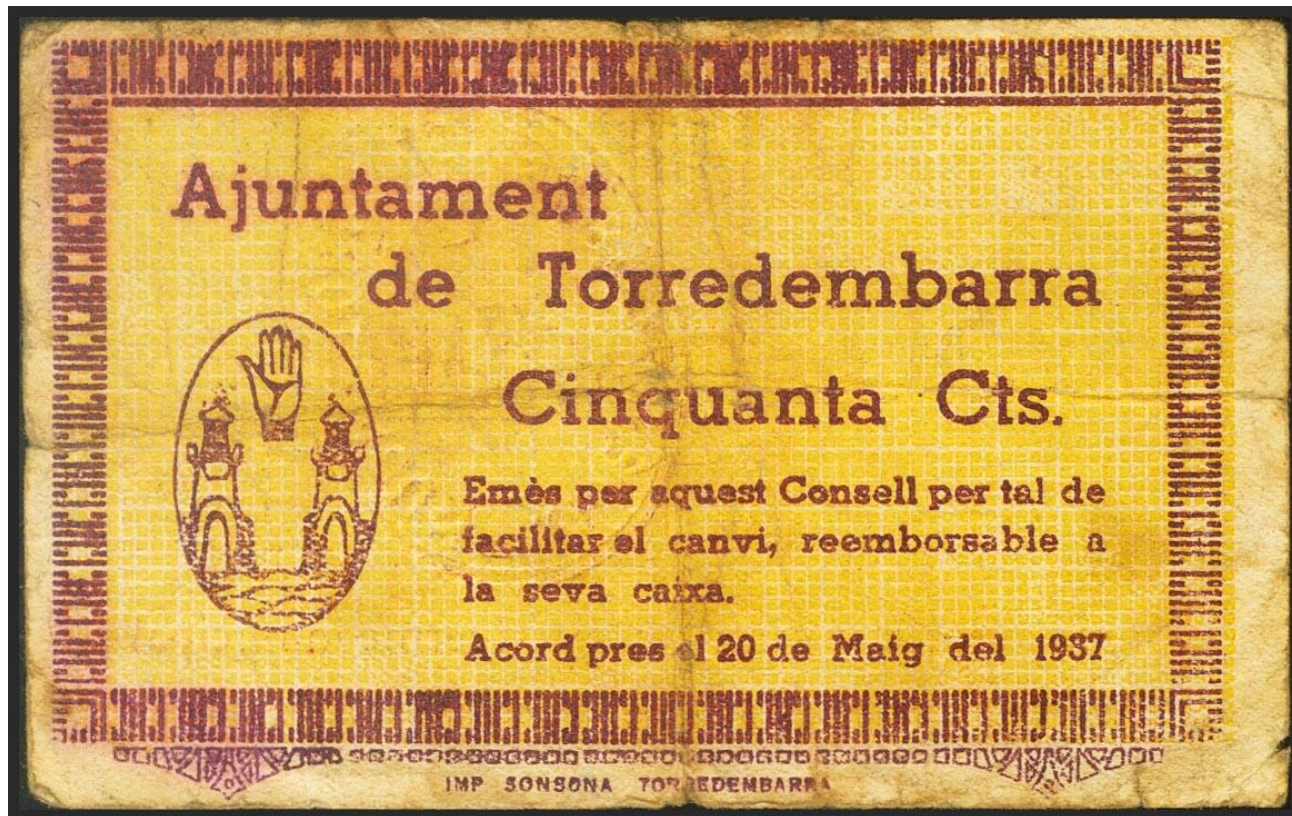 Ajuntament
de Torredembarra
Cinquanta Cts.
Emès per aquest Consell per tal de
facilitar el canvi, reemborsable a
la seva caixa.
Acord pres el 20 de Maig del 1937
IMP SONSONA TORREDEMBARRA